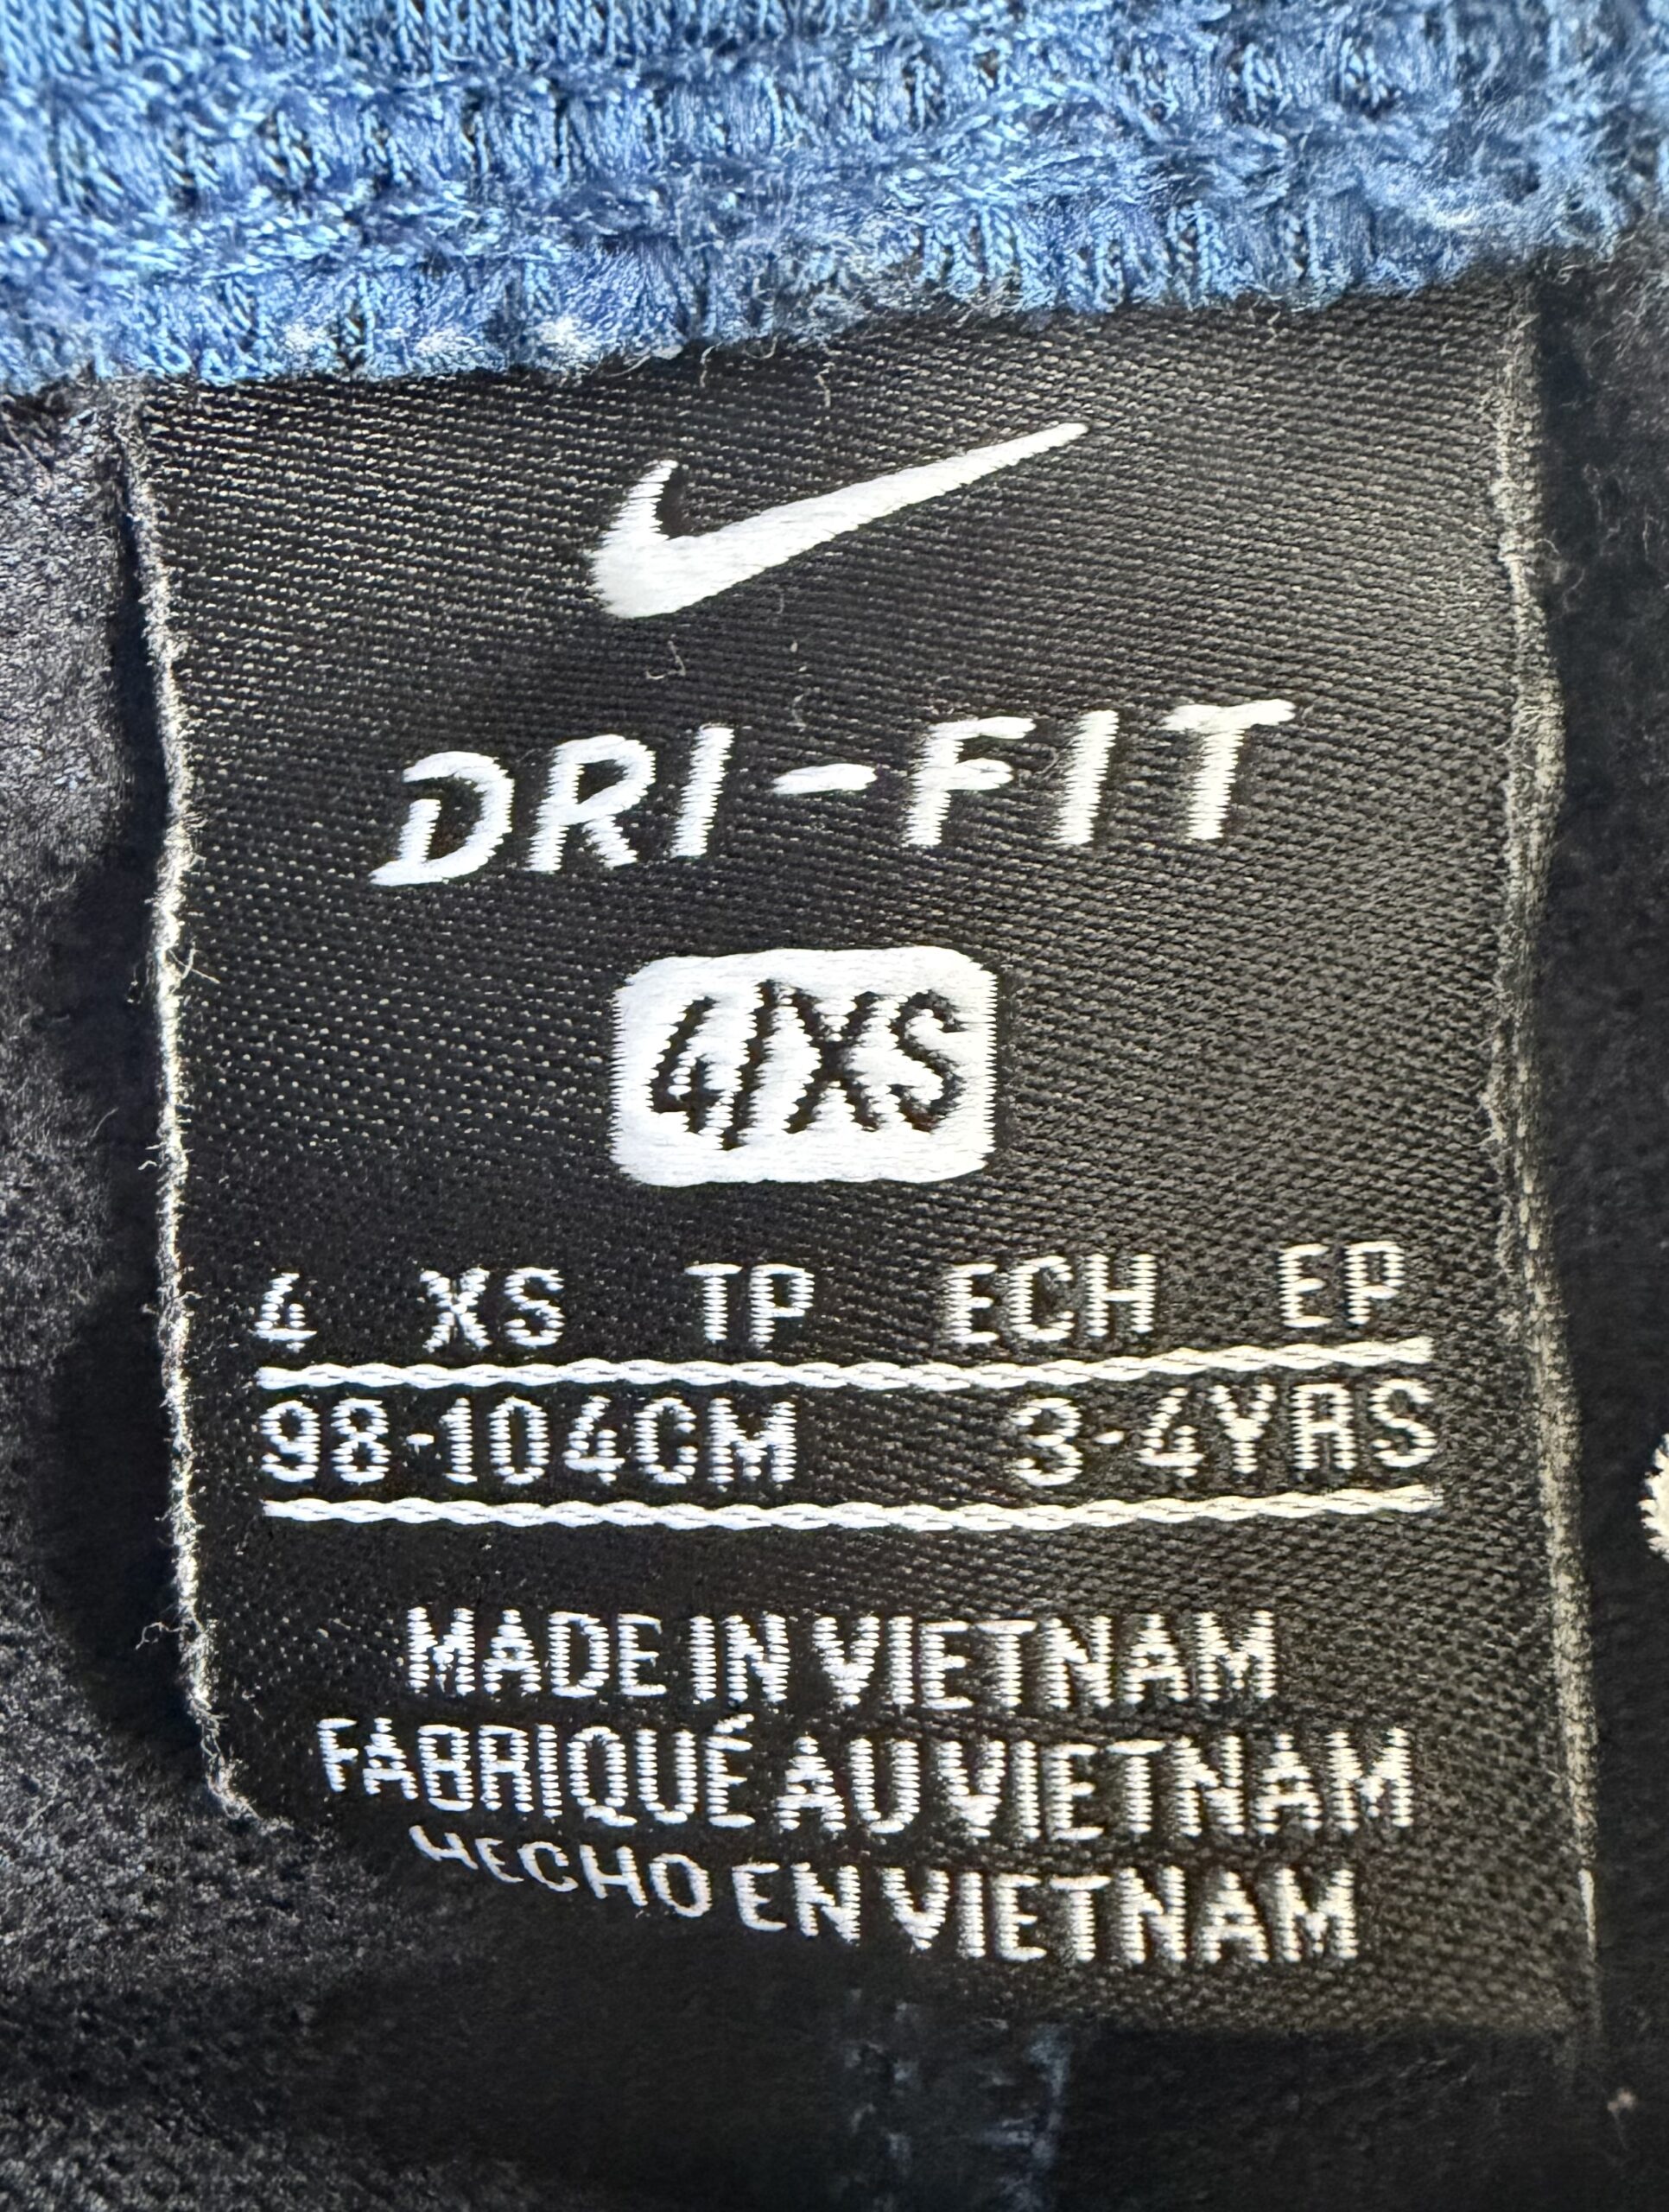 DRI-FIT
4/XS
4 XS TP ECH EP
98-104CM 3-4YRS
MADE IN VIETNAM
FABRIQUÉ AU VIETNAM
HECHO EN VIETNAM